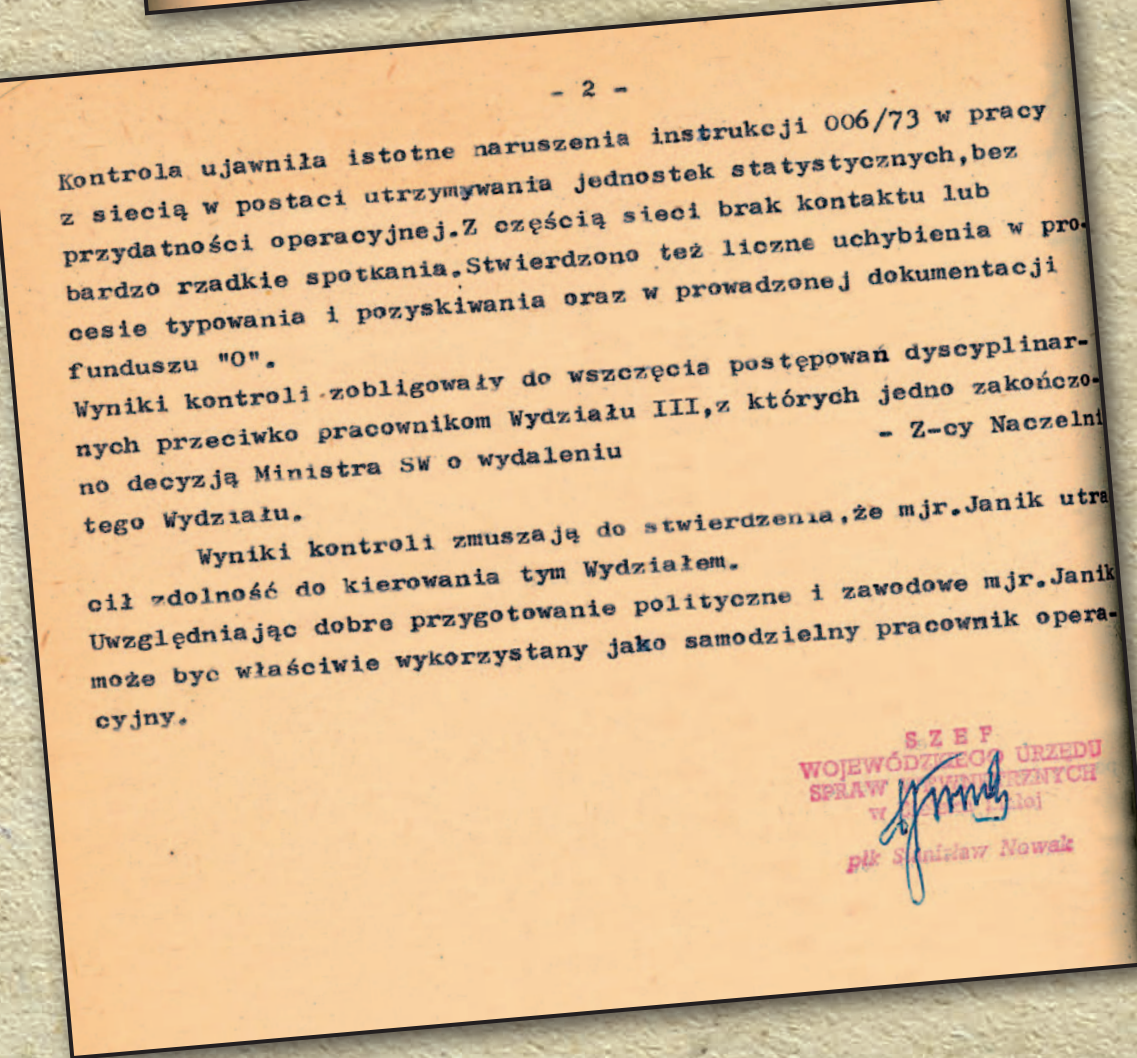 - 2 -
Kontrola ujawniła istotne naruszenia instrukcji 006/73 w pracy
z siecią w postaci utrzymywania jednostek statystycznych,bez
przydatności operacyjnej.Z częścią sieci brak kontaktu lub
bardzo rzadkie spotkania.Stwierdzono też liczne uchybienia w pro-
cesie typowania i pozyskiwania oraz w prowadzonej dokumentacji
funduszu "O".
Wyniki kontroli zobligowały do wszczęcia postępowań dyscyplinar-
nych przeciwko pracownikom Wydziału III,z których jedno zakończo-
no decyzją Ministra SW o wydaleniu - Z-cy Naczelni
tego Wydziału.
Wyniki kontroli zmuszają do stwierdzenia,że mjr.Janik utra
cił zdolność do kierowania tym Wydziałem.
Uwzględniając dobre przygotowanie polityczne i zawodowe mjr.Janik
może byc właściwie wykorzystany jako samodzielny pracownik opera-
cyjny.
SZEF
WOJEWÓDZKIEGO URZĘDU
SPRAW WEWNĘTRZNYCH
w
płk Stanisław Nowak